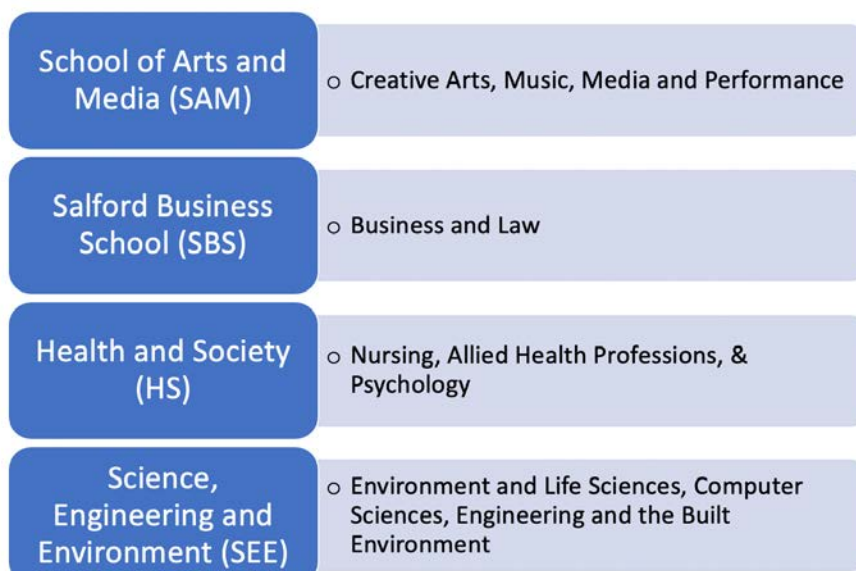 School of Arts and
Media (SAM)
o Creative Arts, Music, Media and Performance
Salford Business
School (SBS)
o Business and Law
Health and Society
(HS)
o Nursing, Allied Health Professions, &
Psychology
Science,
Engineering and
Environment (SEE)
o Environment and Life Sciences, Computer
Sciences, Engineering and the Built
Environment